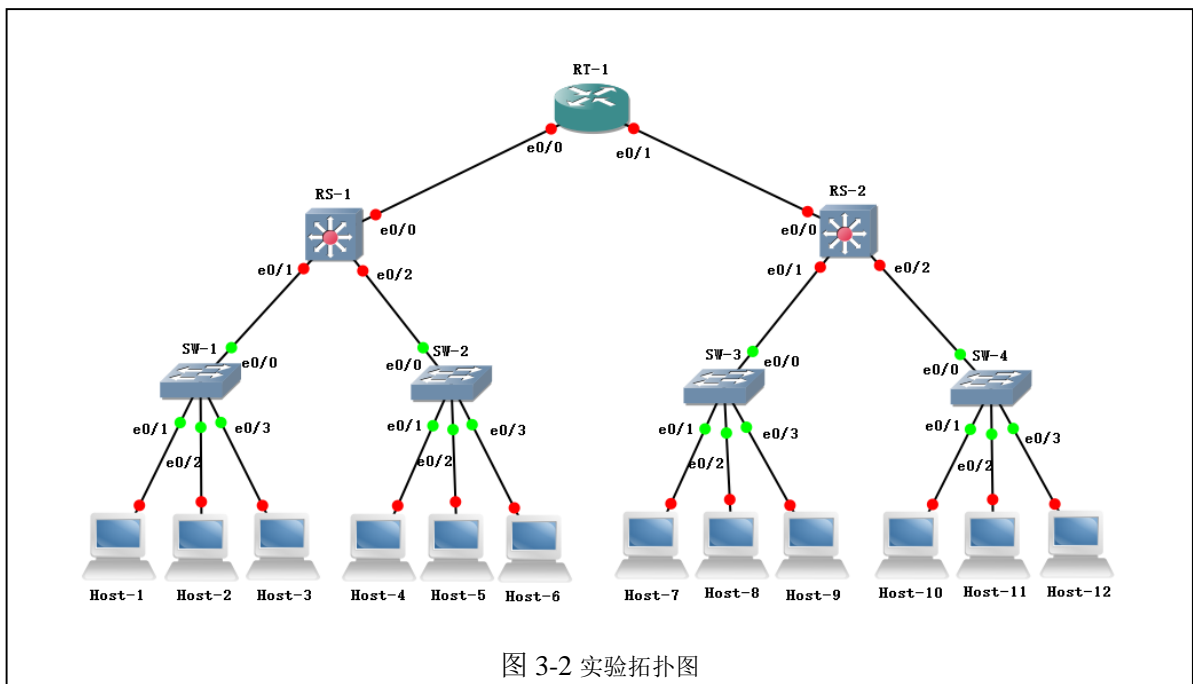 RT-1
e0/0
e0/1
RS-1
RS-2
e0/0
e0/0
e0/1
e0/2
e0/1
e0/2
SW-1
SW-2
SW-3
SW-4
e0/0
e0/0
e0/0
e0/0
e0/1
e0/3
e0/2
e0/1
e0/3
e0/2
e0/1
e0/3
e0/2
e0/1
e0/3
e0/2
Host-1
Host-2
Host-3
Host-4
Host-5
Host-6
Host-7
Host-8
Host-9
Host-10
Host-11
Host-12
图 3-2 实验拓扑图